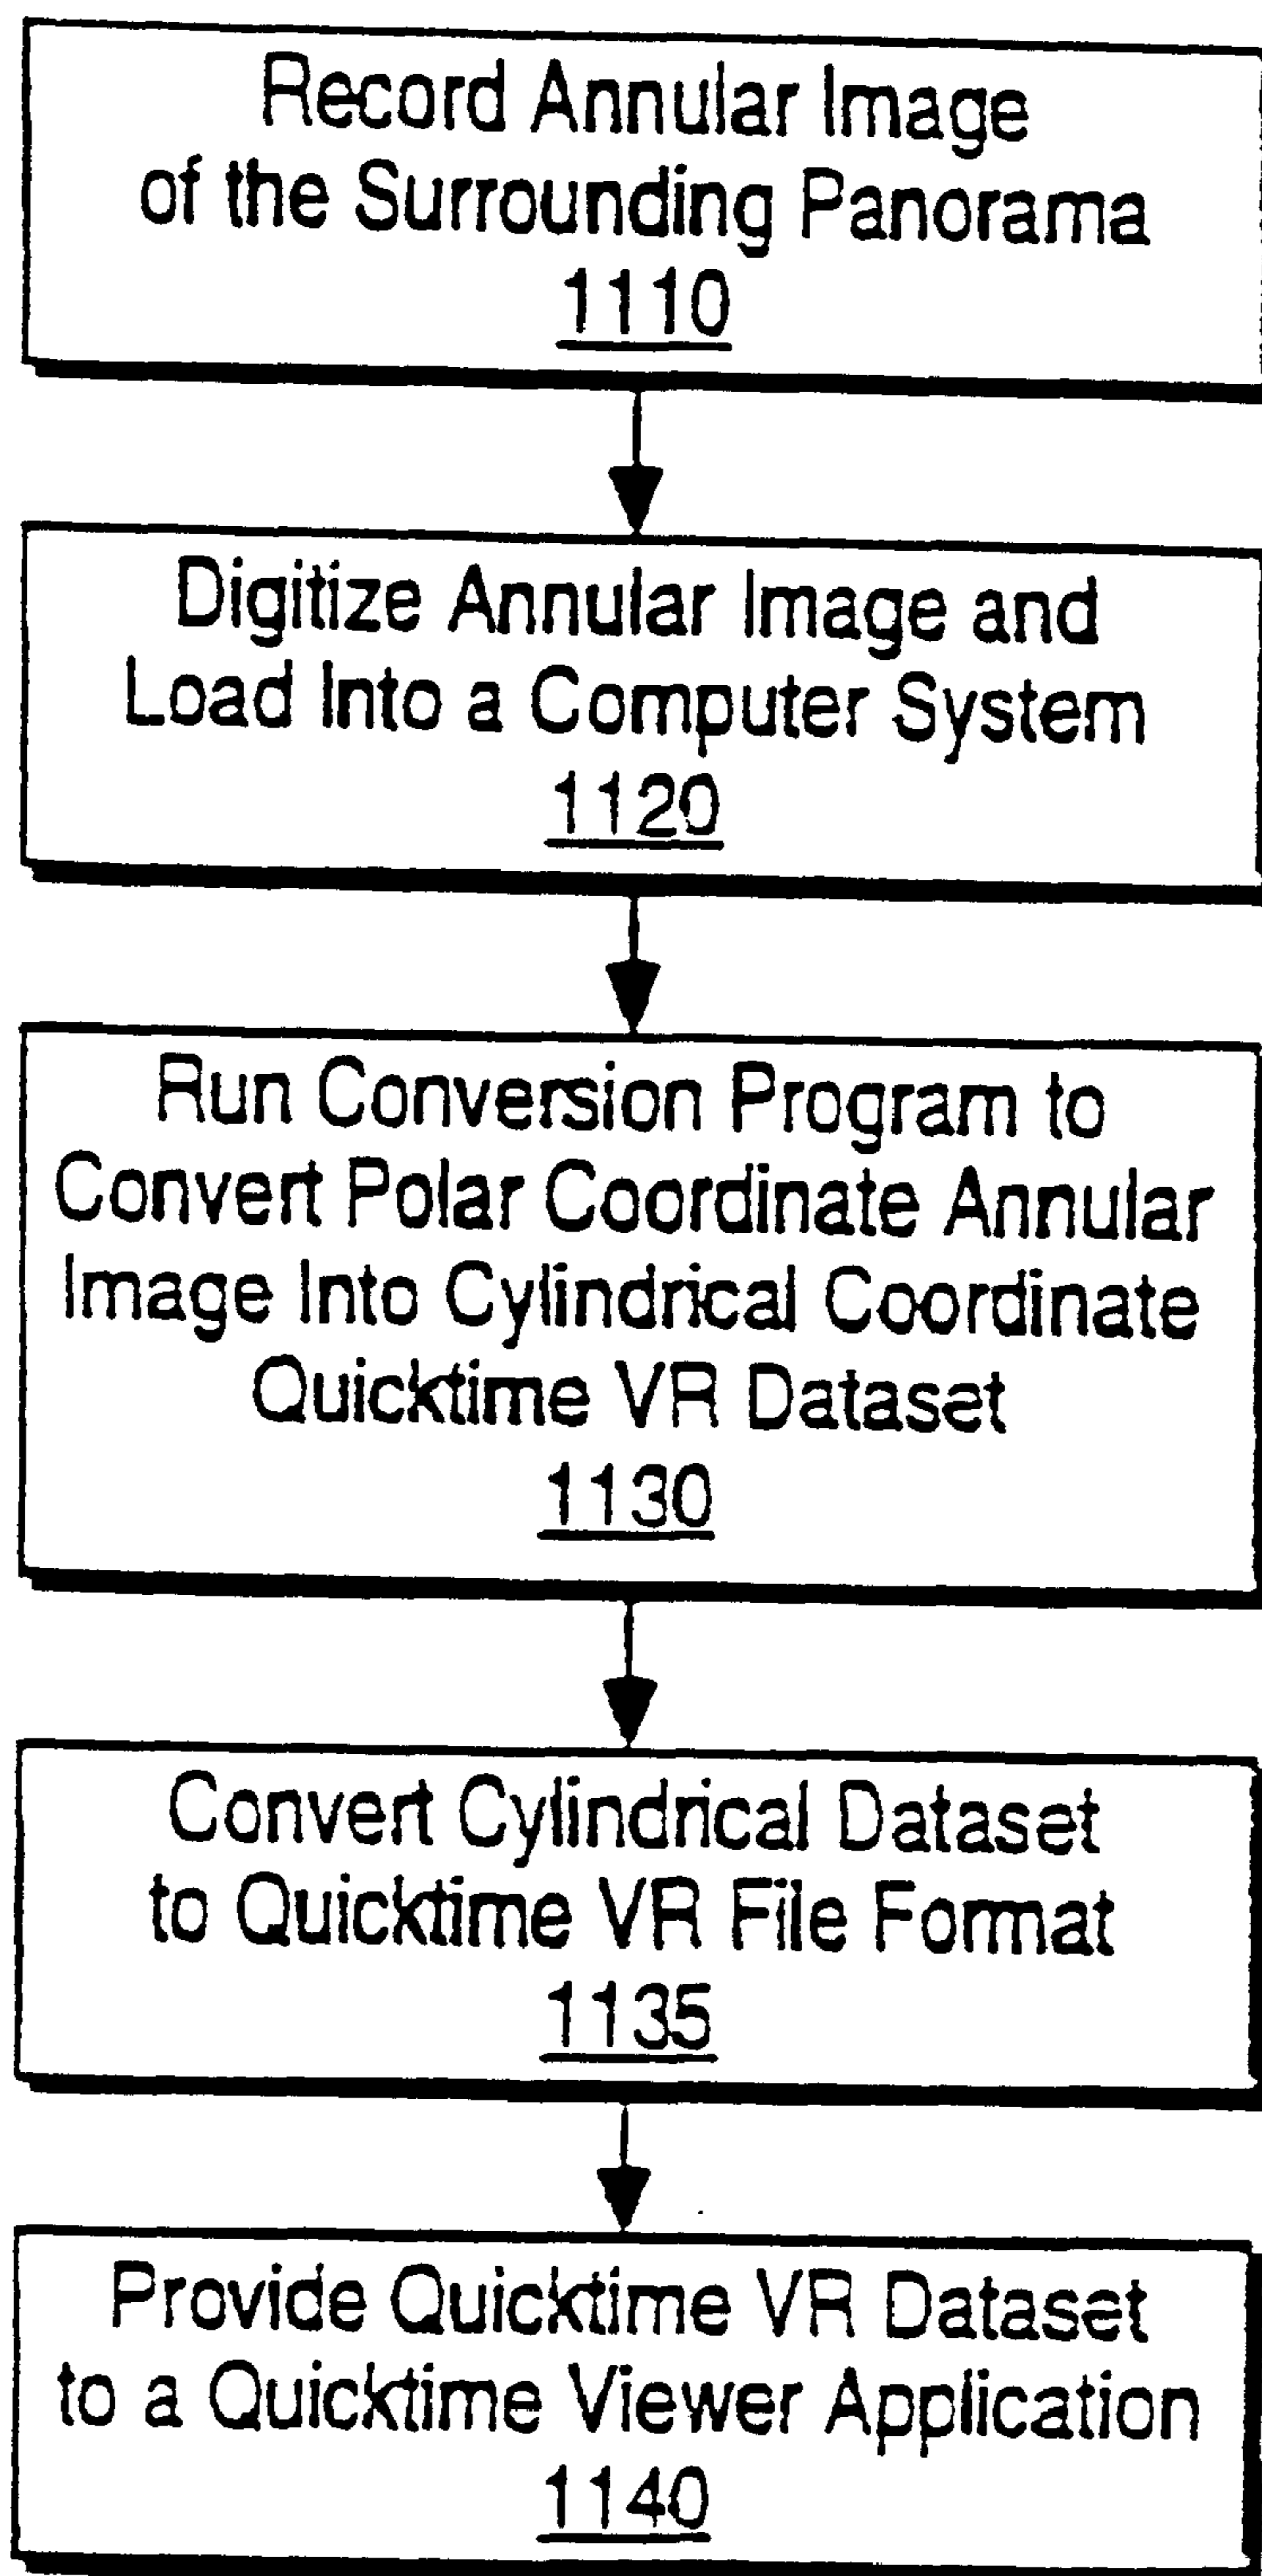 Record Annular Image
of the Surrounding Panorama
1110
Digitize Annular Image and
Load Into a Computer System
1120
Run Conversion Program to
Convert Polar Coordinate Annular
Image Into Cylindrical Coordinate
Quicktime VR Dataset
1130
Convert Cylindrical Dataset
to Quicktime VR File Format
1135
Provide Quicktime VR Dataset
to a Quicktime Viewer Application
1140